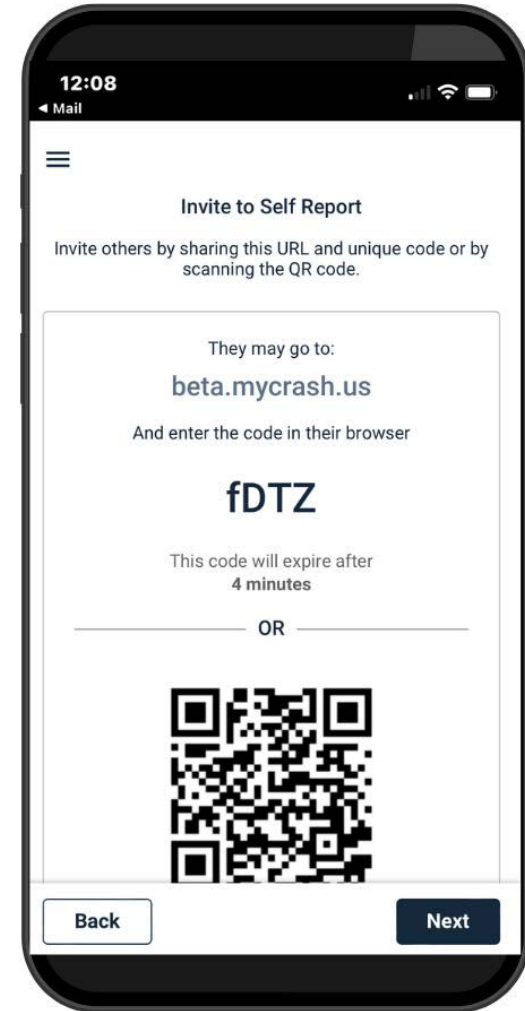 12:08
◀ Mail
Invite to Self Report
Invite others by sharing this URL and unique code or by
scanning the QR code.
They may go to:
beta.mycrash.us
And enter the code in their browser
fDTZ
This code will expire after
4 minutes
OR
Back
Next